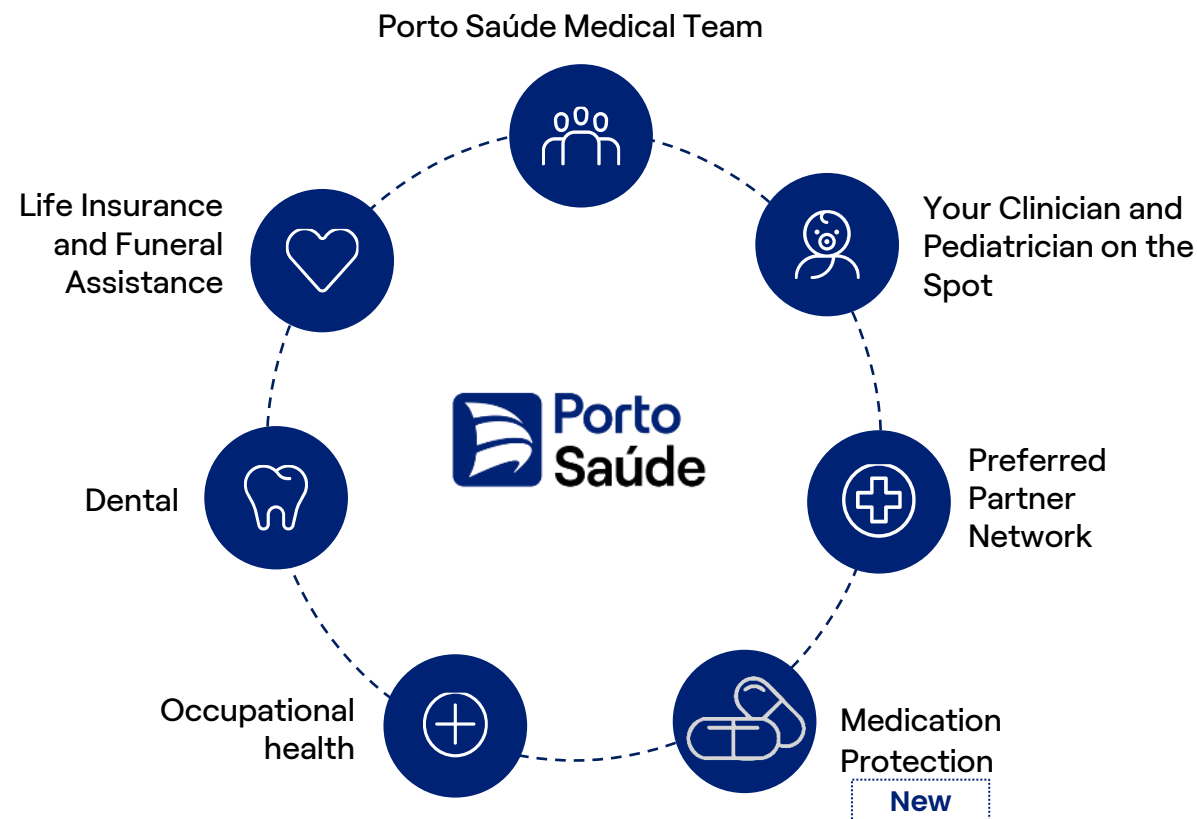 Porto Saúde Medical Team
Your Clinician and
Pediatrician on the
Spot
Preferred
Partner
Network
Medication
Protection
New
Occupational
health
Dental
Life Insurance
and Funeral
Assistance
Porto
Saúde